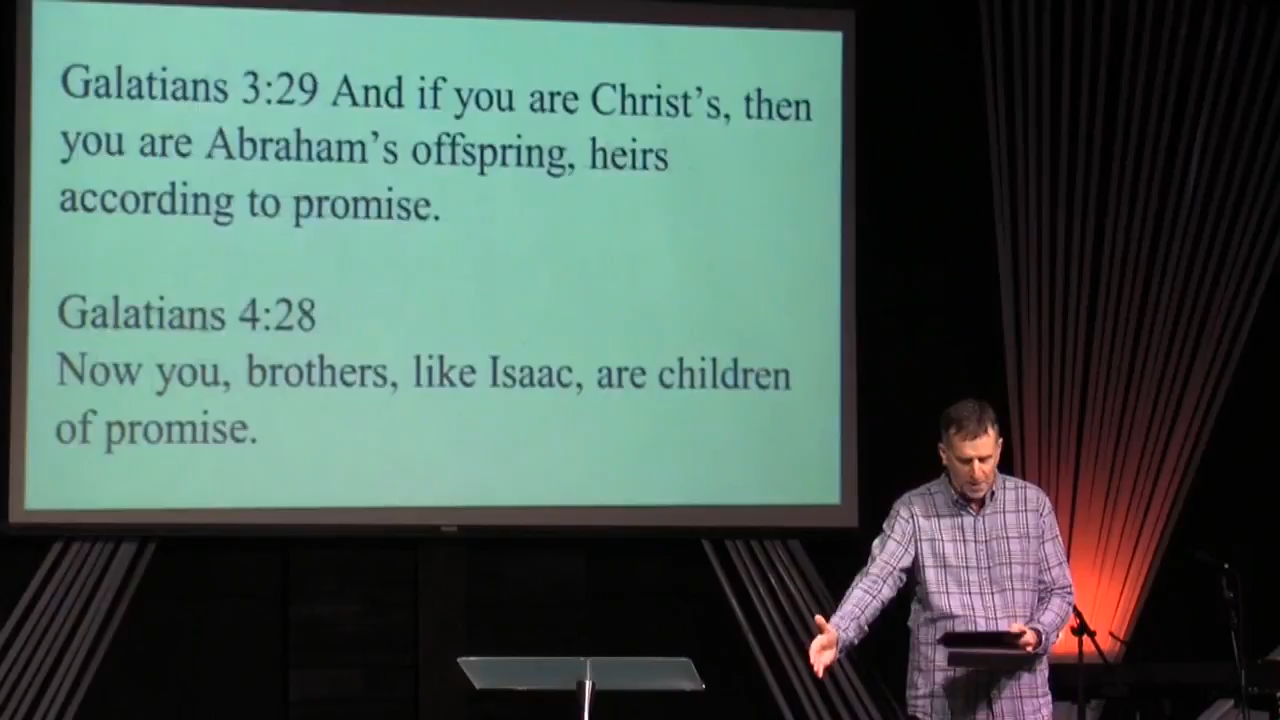 Galatians 3:29 And if you are Christ’s, then
you are Abraham’s offspring, heirs
according to promise.
Galatians 4:28
Now you, brothers, like Isaac, are children
of promise.